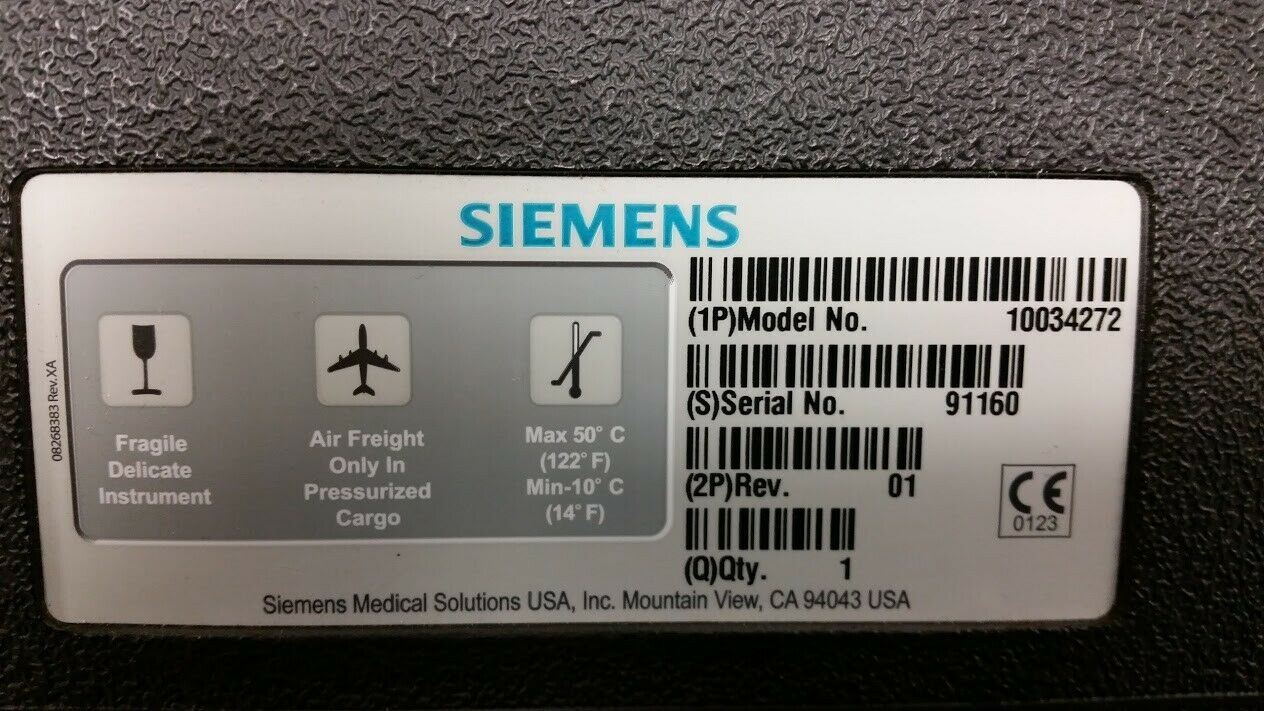 SIEMENS
08268383 Rev.XA
Fragile
Delicate
Instrument
Air Freight
Only In
Pressurized
Cargo
Max 50° C
(122° F)
Min-10° C
(14° F)
(1P)Model No. 10034272
(S)Serial No. 91160
(2P)Rev. 01
(Q)Qty. 1
CE
0123
Siemens Medical Solutions USA, Inc. Mountain View, CA 94043 USA